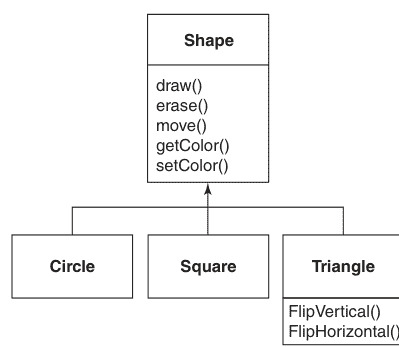 Shape
draw()
erase()
move()
getColor()
setColor()
Circle
Square
Triangle
FlipVertical()
FlipHorizontal()